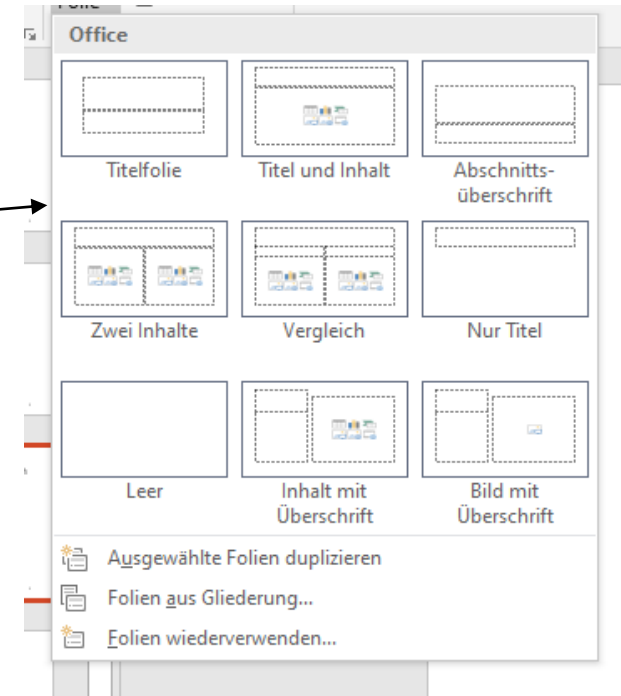 Folie
Office
Titelfolie
Titel und Inhalt
Abschnitts-
überschrift
Zwei Inhalte
Vergleich
Nur Titel
Leer
Inhalt mit
Überschrift
Bild mit
Überschrift
Ausgewählte Folien duplizieren
Folien aus Gliederung...
Folien wiederverwenden...